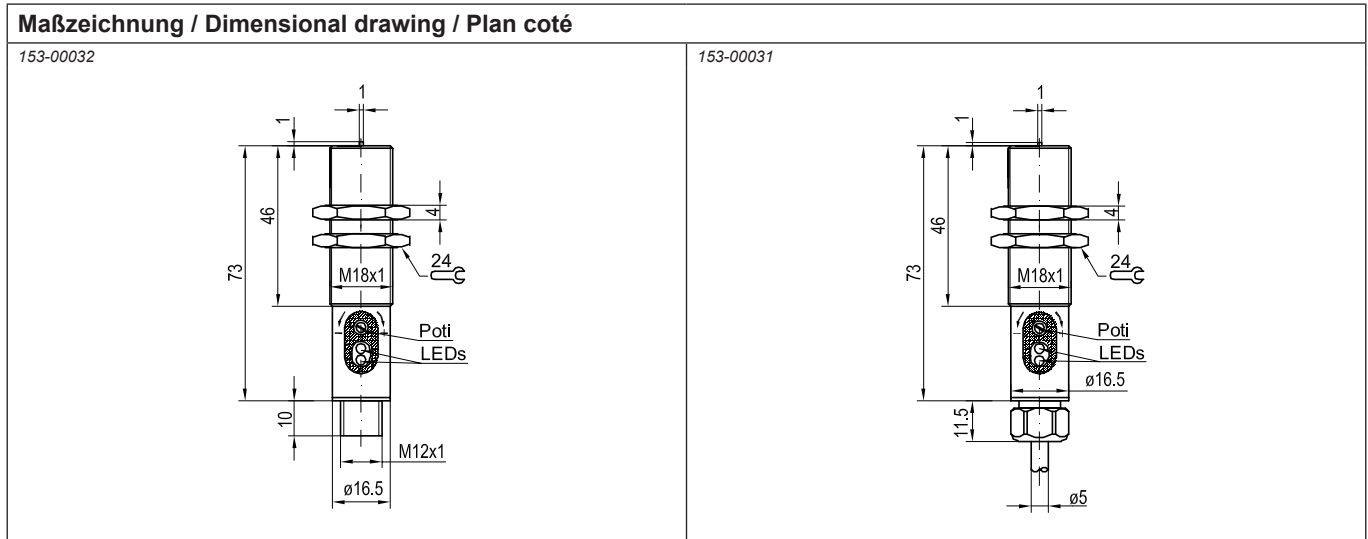 Maßzeichnung / Dimensional drawing / Plan coté
153-00032
1
1
46
73
4
24
M18x1
Poti
LEDs
10
M12x1
ø16.5
153-00031
1
1
46
73
4
24
M18x1
Poti
LEDs
ø16.5
11.5
ø5